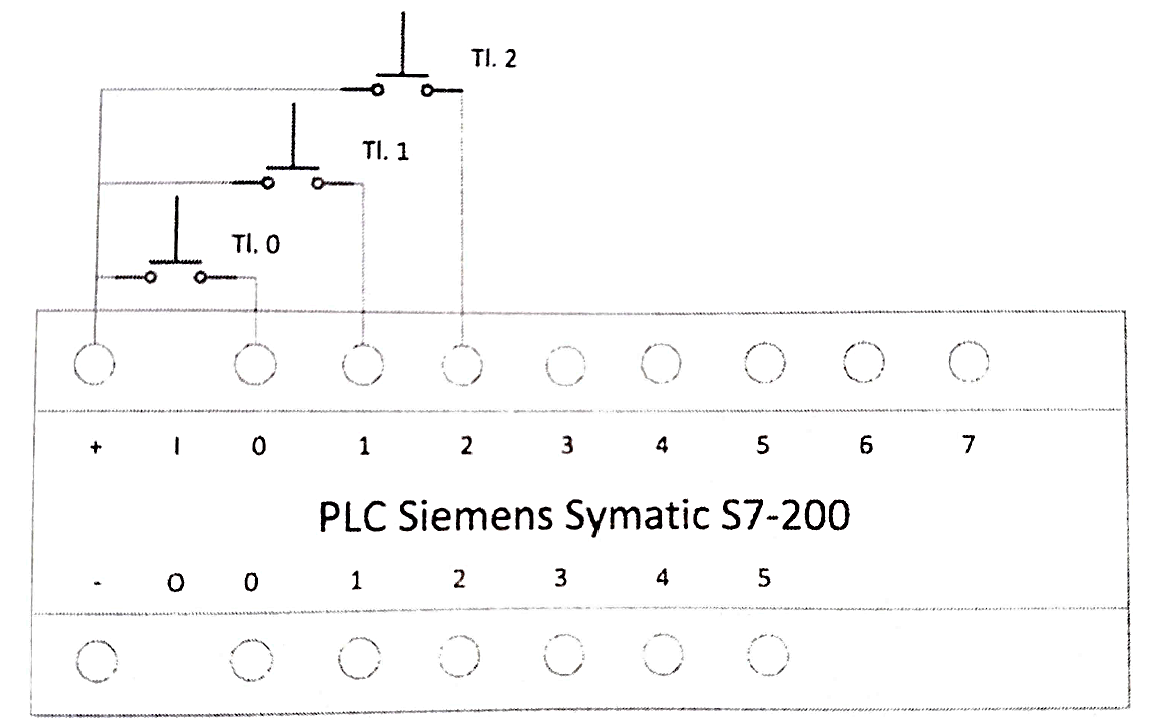 Tl. 2
Tl. 1
Tl. 0
+ I 0 1 2 3 4 5 6 7
PLC Siemens Symatic S7-200
- O 0 1 2 3 4 5